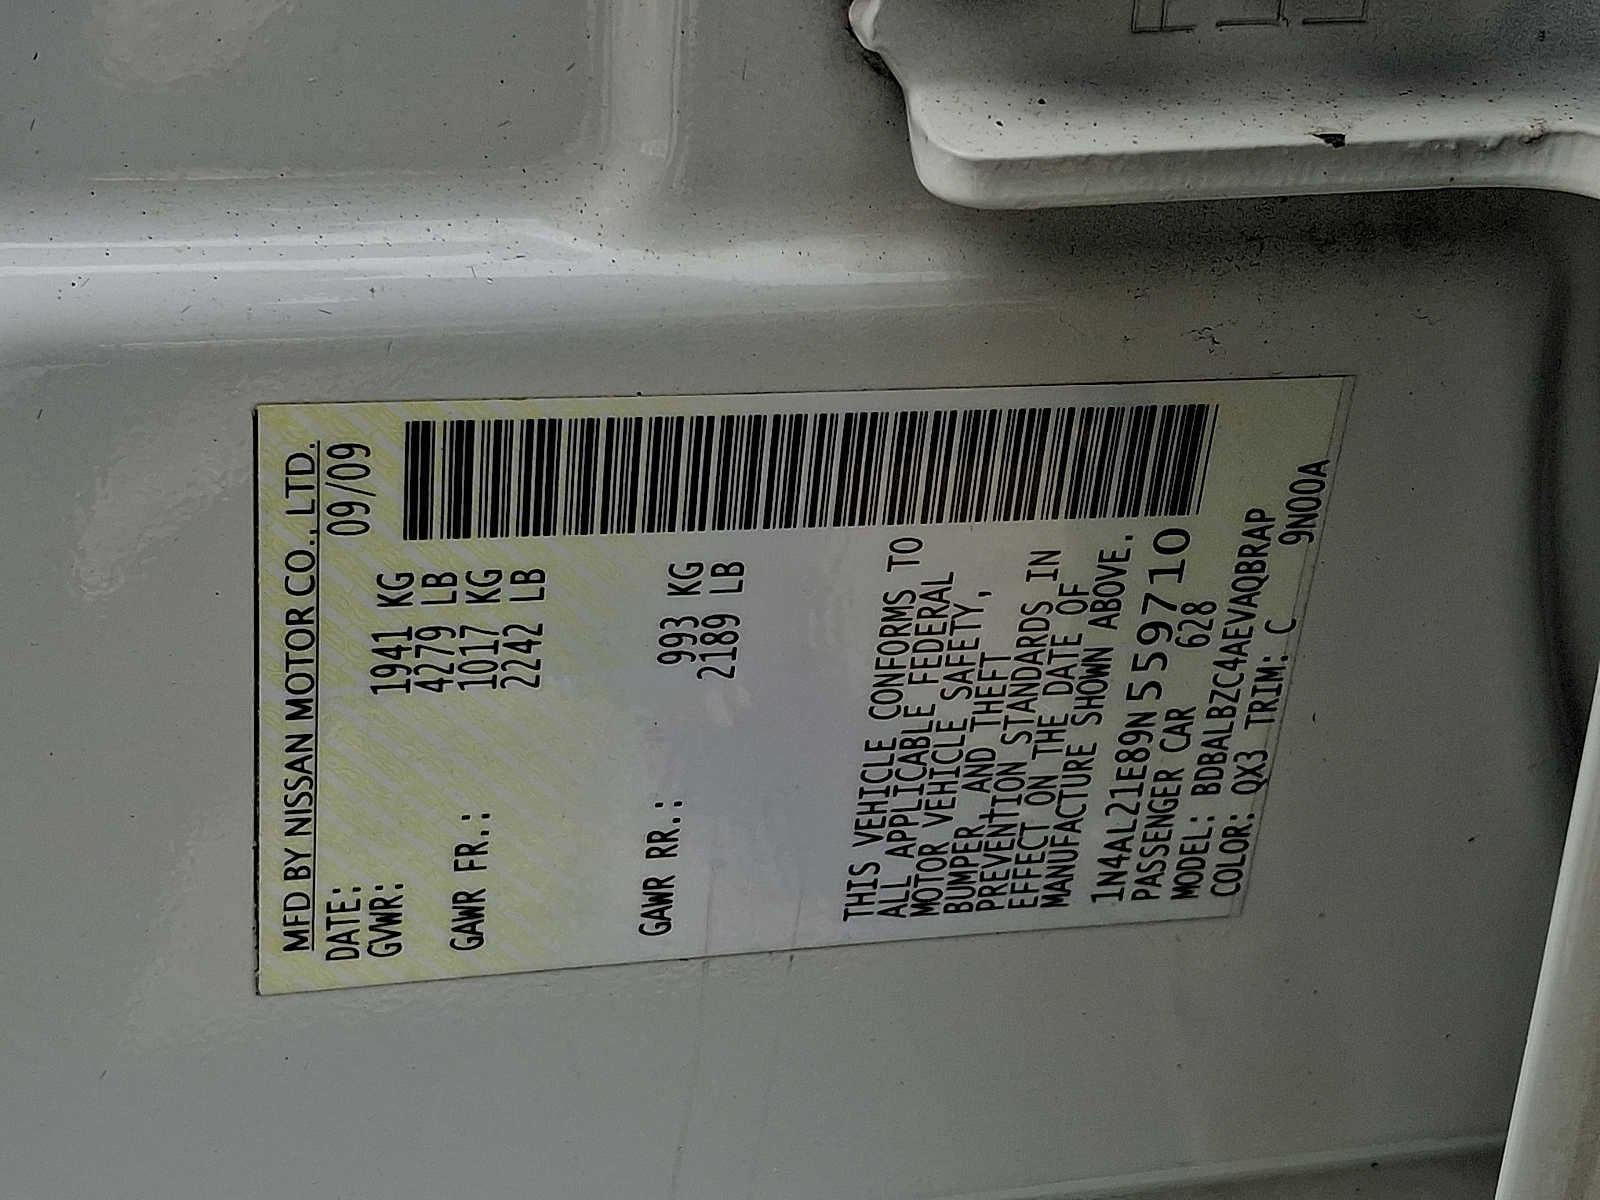 MFD BY NISSAN MOTOR CO., LTD.
DATE: 09/09
GVWR: 1941 KG
4279 LB
GAWR FR.: 1017 KG
2242 LB
GAWR RR.: 993 KG
2189 LB
THIS VEHICLE CONFORMS TO
ALL APPLICABLE FEDERAL
MOTOR VEHICLE SAFETY,
BUMPER, AND THEFT
PREVENTION STANDARDS IN
EFFECT ON THE DATE OF
MANUFACTURE SHOWN ABOVE.
1N4AL21E89N559710
PASSENGER CAR 628
MODEL: BDBALBZC4AEVAQBRAP
COLOR: QX3 TRIM: C 9N00A